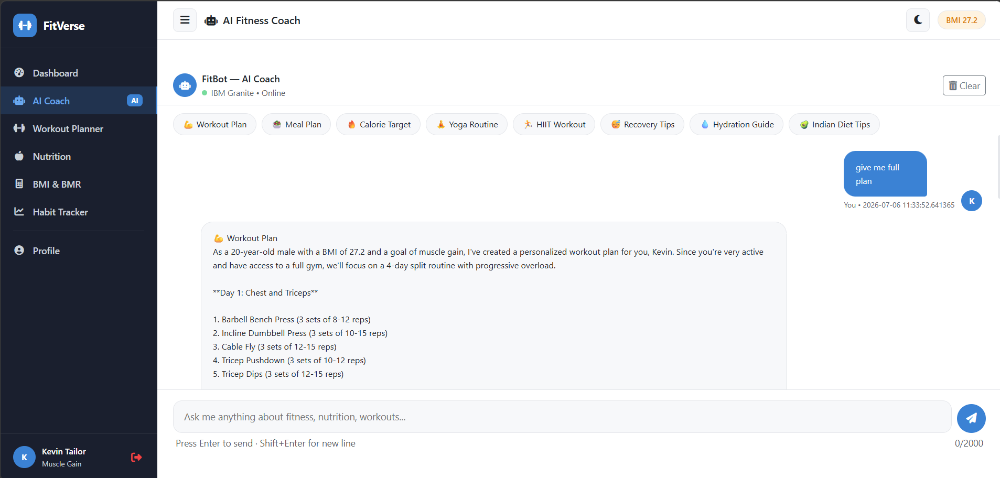 FitVerse
Dashboard
AI Coach AI
Workout Planner
Nutrition
BMI & BMR
Habit Tracker
Profile
K
Kevin Tailor
Muscle Gain
AI Fitness Coach
BMI 27.2
FitBot — AI Coach
IBM Granite • Online
Clear
💪 Workout Plan
🥗 Meal Plan
🔥 Calorie Target
🧘 Yoga Routine
🏃 HIIT Workout
😴 Recovery Tips
💧 Hydration Guide
🥑 Indian Diet Tips
give me full
plan
You • 2026-07-06 11:33:52.641365
K
💪 Workout Plan
As a 20-year-old male with a BMI of 27.2 and a goal of muscle gain, I've created a personalized workout plan for you, Kevin. Since you're very active
and have access to a full gym, we'll focus on a 4-day split routine with progressive overload.
**Day 1: Chest and Triceps**
1. Barbell Bench Press (3 sets of 8-12 reps)
2. Incline Dumbbell Press (3 sets of 10-15 reps)
3. Cable Fly (3 sets of 12-15 reps)
4. Tricep Pushdown (3 sets of 10-12 reps)
5. Tricep Dips (3 sets of 12-15 reps)
Ask me anything about fitness, nutrition, workouts...
Press Enter to send · Shift+Enter for new line
0/2000